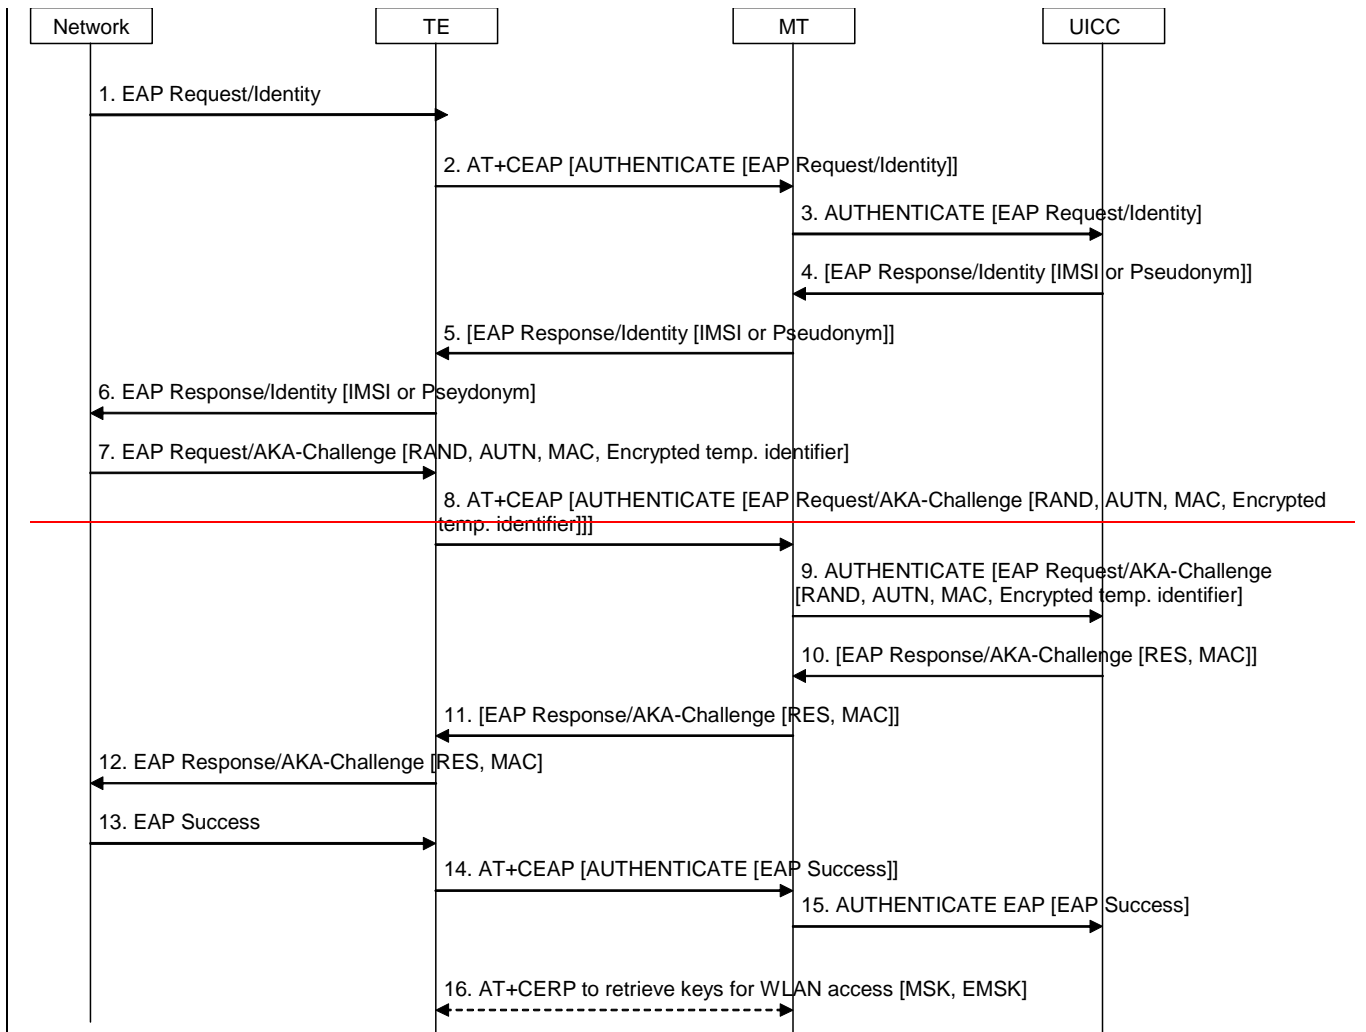 Network
TE
MT
UICC
1. EAP Request/Identity
2. AT+CEAP [AUTHENTICATE [EAP Request/Identity]]
3. AUTHENTICATE [EAP Request/Identity]
4. [EAP Response/Identity [IMSI or Pseudonym]]
5. [EAP Response/Identity [IMSI or Pseudonym]]
6. EAP Response/Identity [IMSI or Pseydonym]
7. EAP Request/AKA-Challenge [RAND, AUTN, MAC, Encrypted temp. identifier]
8. AT+CEAP [AUTHENTICATE [EAP Request/AKA-Challenge [RAND, AUTN, MAC, Encrypted
temp. identifier]]]
9. AUTHENTICATE [EAP Request/AKA-Challenge
[RAND, AUTN, MAC, Encrypted temp. identifier]
10. [EAP Response/AKA-Challenge [RES, MAC]]
11. [EAP Response/AKA-Challenge [RES, MAC]]
12. EAP Response/AKA-Challenge [RES, MAC]
13. EAP Success
14. AT+CEAP [AUTHENTICATE [EAP Success]]
15. AUTHENTICATE EAP [EAP Success]
16. AT+CERP to retrieve keys for WLAN access [MSK, EMSK]